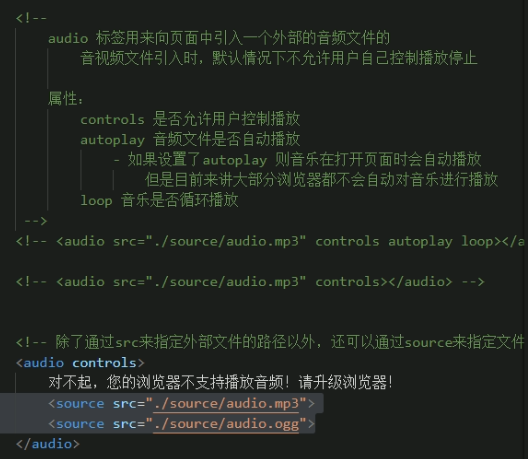 <!--
audio 标签用来向页面中引入一个外部的音频文件的
音视频文件引入时，默认情况下不允许用户自己控制播放停止
属性：
controls 是否允许用户控制播放
autoplay 音频文件是否自动播放
- 如果设置了autoplay 则音乐在打开页面时会自动播放
但是目前来讲大部分浏览器都不会自动对音乐进行播放
loop 音乐是否循环播放
-->
<!-- <audio src="./source/audio.mp3" controls autoplay loop></a
<!-- <audio src="./source/audio.mp3" controls></audio> -->
<!-- 除了通过src来指定外部文件的路径以外，还可以通过source来指定文件
<audio controls>
对不起，您的浏览器不支持播放音频！请升级浏览器！
<source src="./source/audio.mp3">
<source src="./source/audio.ogg">
</audio>